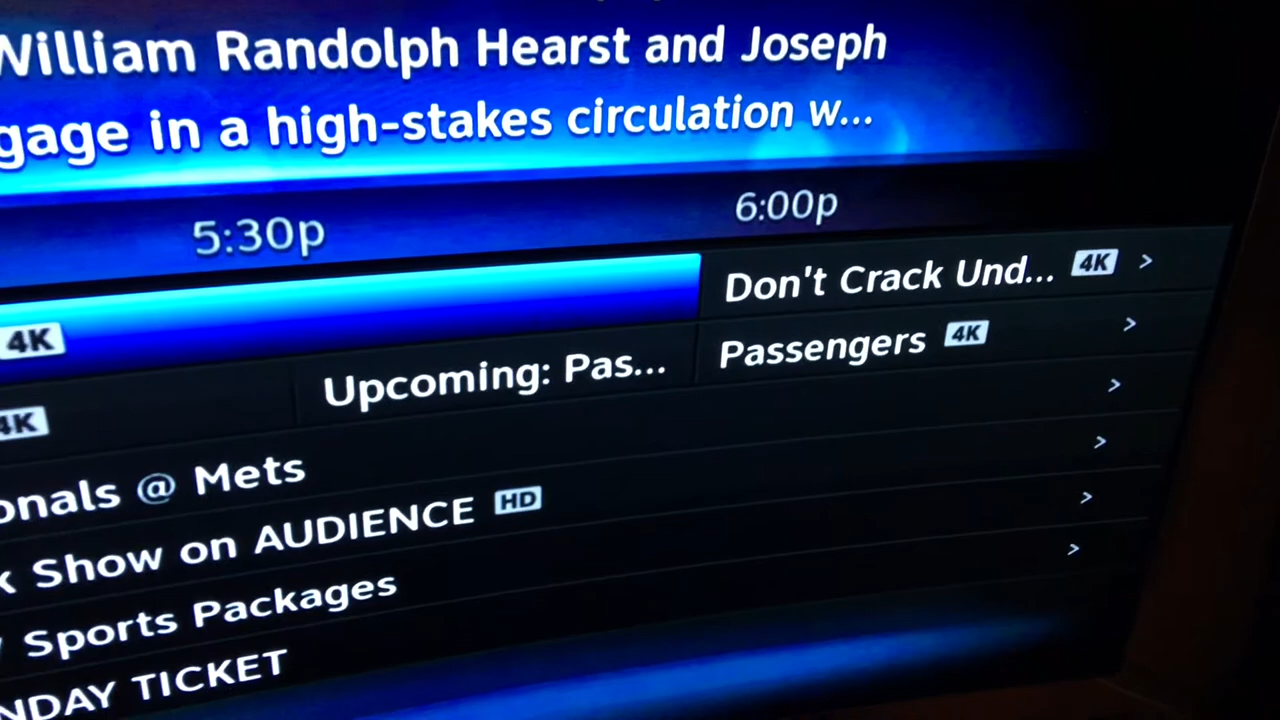 William Randolph Hearst and Joseph
gage in a high-stakes circulation w...
5:30p 6:00p
4K Don't Crack Und... 4K >
4K Upcoming: Pas... Passengers 4K >
>
onals @ Mets >
k Show on AUDIENCE HD >
Sports Packages >
NDAY TICKET